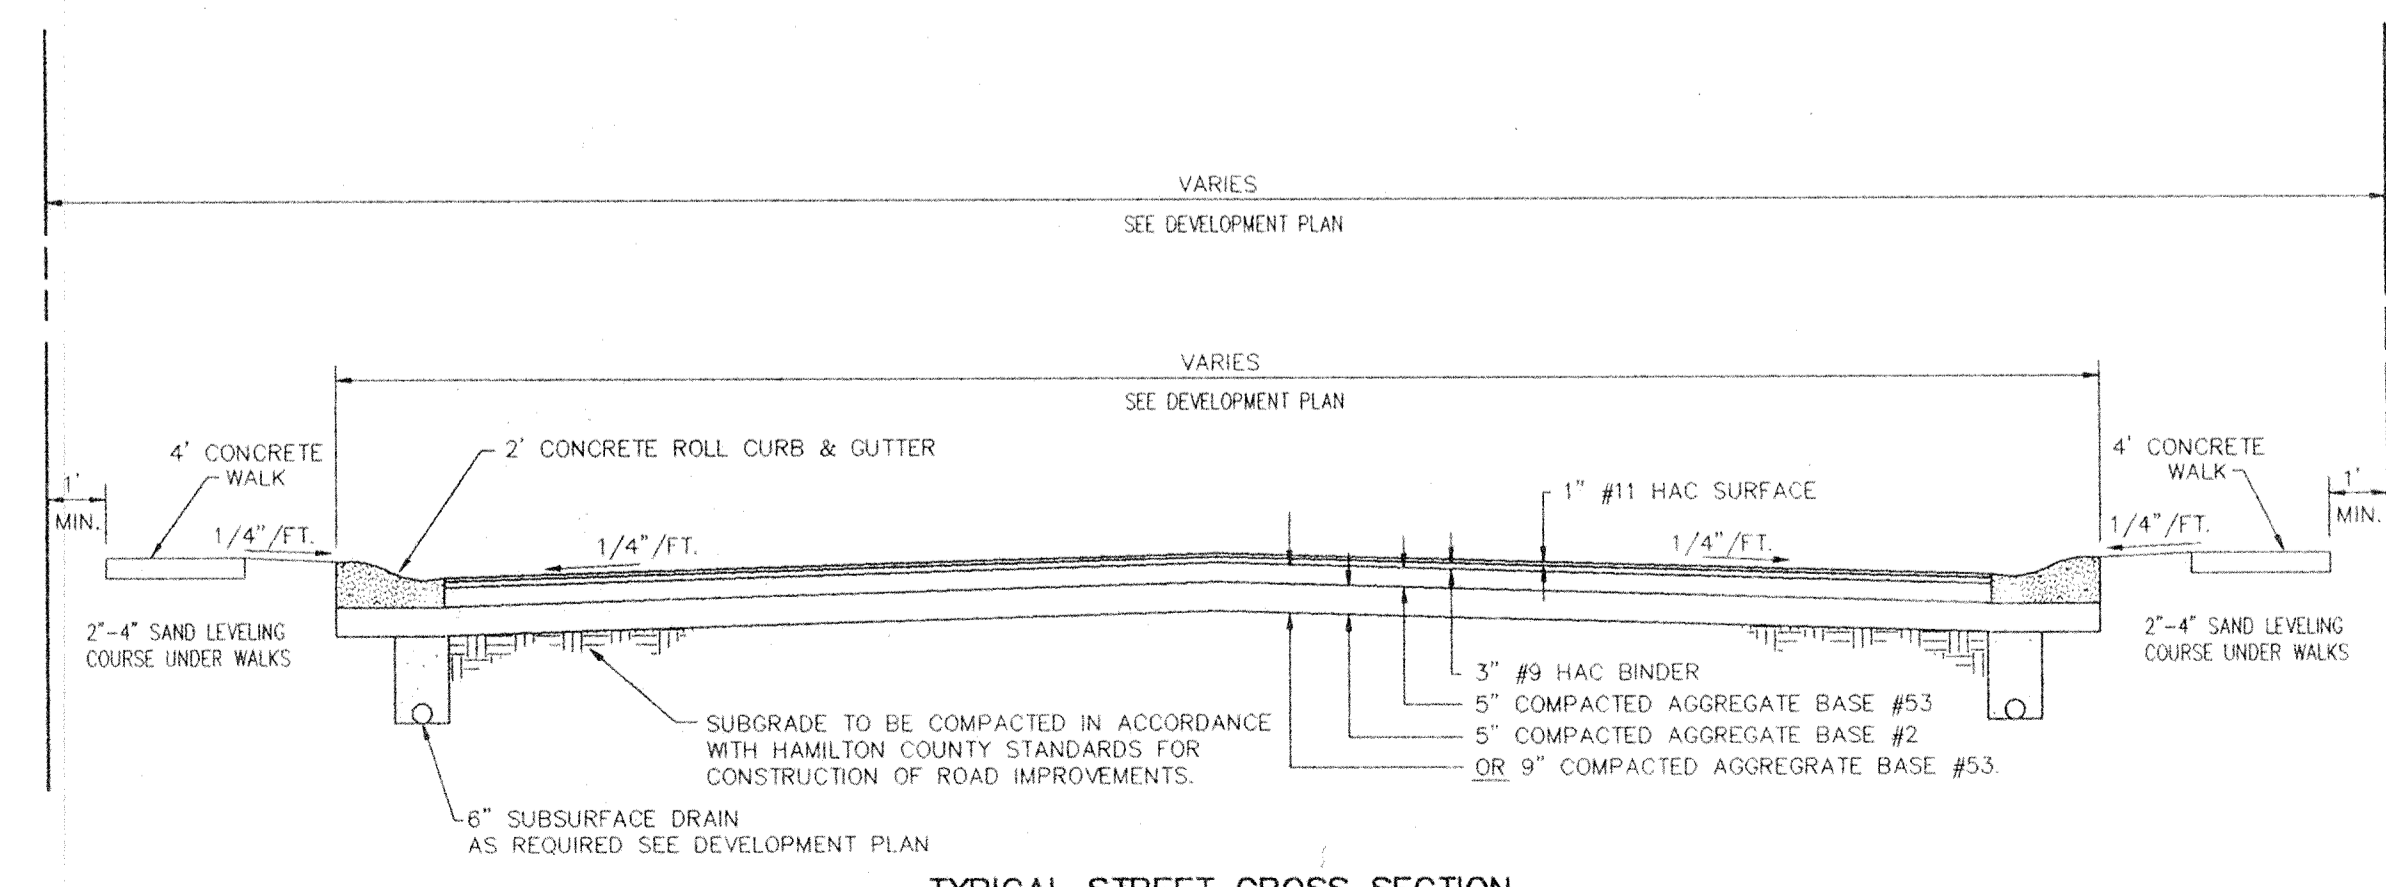 VARIES
SEE DEVELOPMENT PLAN
VARIES
SEE DEVELOPMENT PLAN
4' CONCRETE
WALK
2' CONCRETE ROLL CURB & GUTTER
4' CONCRETE
WALK
1'
MIN.
1" #11 HAC SURFACE
1'
MIN.
1/4"/FT.
1/4"/FT.
1/4"/FT.
1/4"/FT.
2"-4" SAND LEVELING
COURSE UNDER WALKS
2"-4" SAND LEVELING
COURSE UNDER WALKS
3" #9 HAC BINDER
5" COMPACTED AGGREGATE BASE #53
5" COMPACTED AGGREGATE BASE #2
OR 9" COMPACTED AGGREGRATE BASE #53.
SUBGRADE TO BE COMPACTED IN ACCORDANCE
WITH HAMILTON COUNTY STANDARDS FOR
CONSTRUCTION OF ROAD IMPROVEMENTS.
6" SUBSURFACE DRAIN
AS REQUIRED SEE DEVELOPMENT PLAN
TYPICAL STREET CROSS SECTION